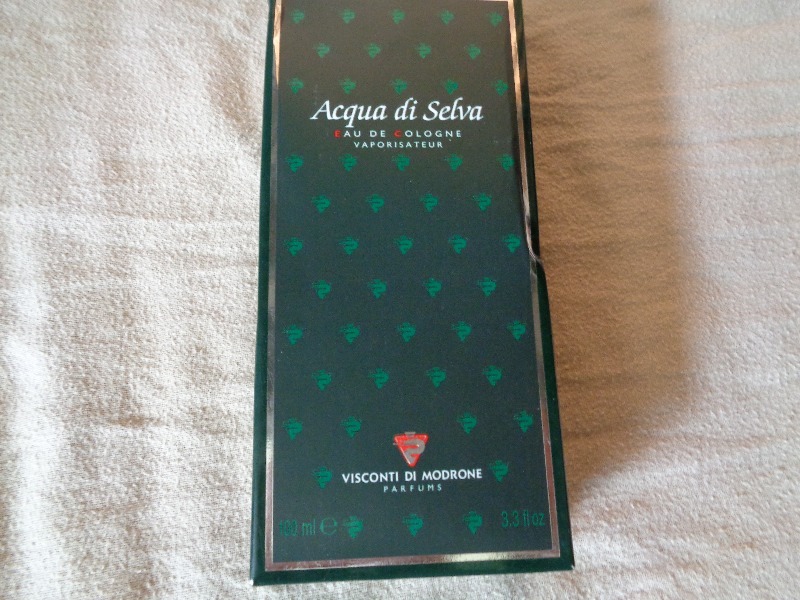 Acqua di Selva
EAU DE COLOGNE
VAPORISATEUR
VISCONTI DI MODRONE
PARFUMS
100 ml ℮ 3.3 fl oz